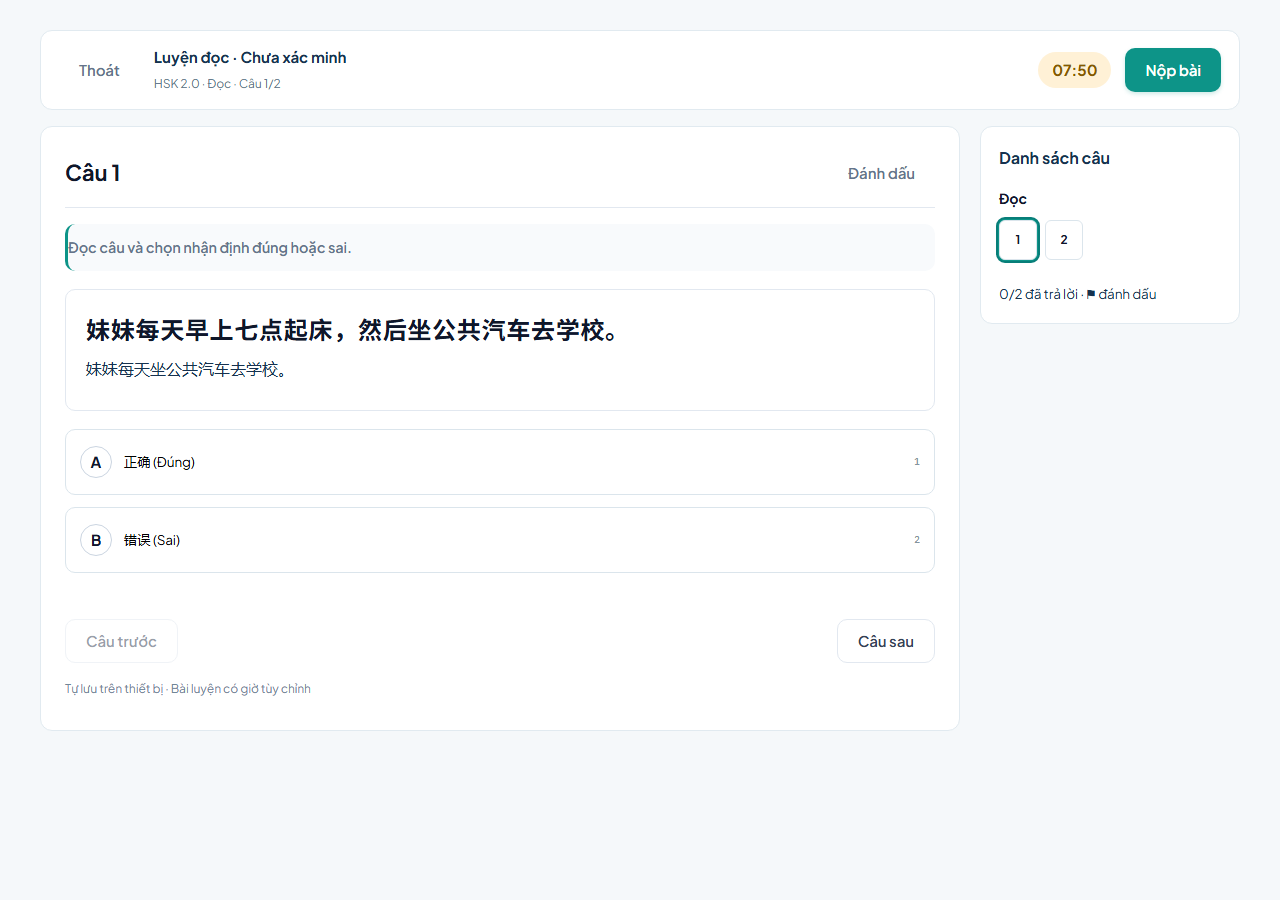 Thoát
Luyện đọc · Chưa xác minh
HSK 2.0 · Đọc · Câu 1/2
07:50
Nộp bài
Câu 1
Đánh dấu
Đọc câu và chọn nhận định đúng hoặc sai.
妹妹每天早上七点起床，然后坐公共汽车去学校。
妹妹每天坐公共汽车去学校。
A 正确 (Đúng) 1
B 错误 (Sai) 2
Câu trước
Câu sau
Tự lưu trên thiết bị · Bài luyện có giờ tùy chỉnh
Danh sách câu
Đọc
1 2
0/2 đã trả lời · ⚑ đánh dấu